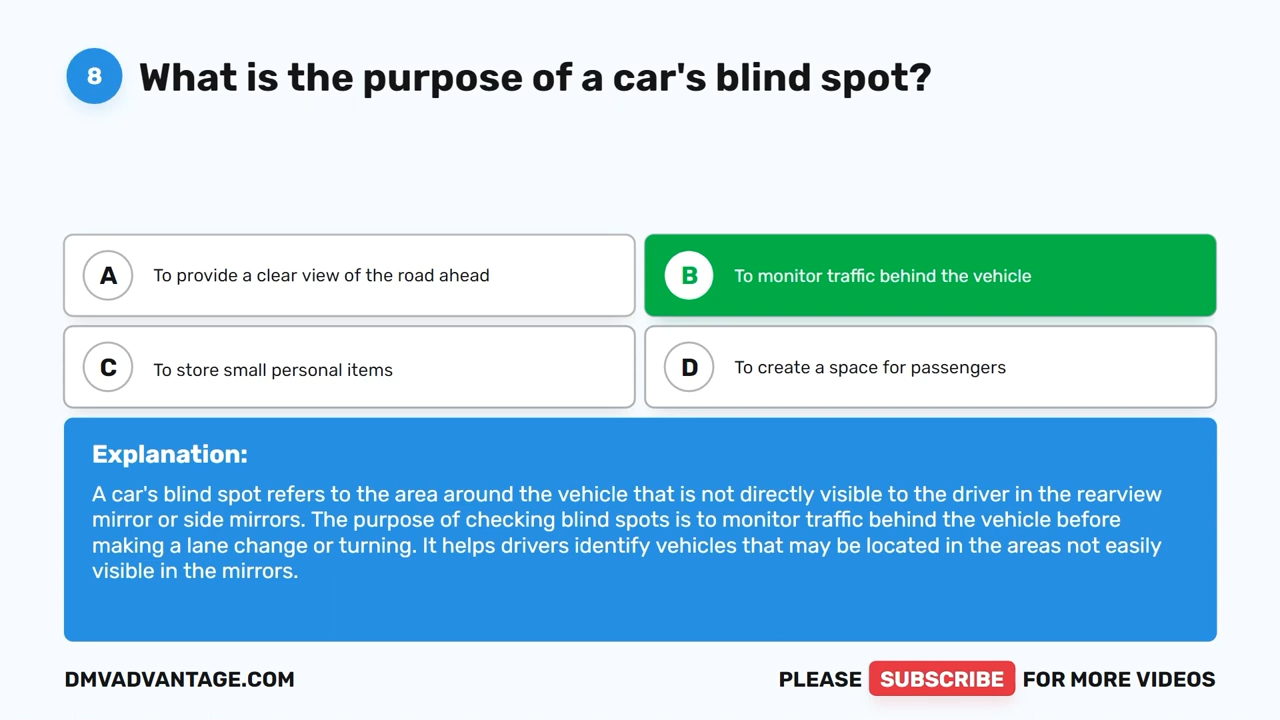 8 What is the purpose of a car's blind spot?
A To provide a clear view of the road ahead
B To monitor traffic behind the vehicle
C To store small personal items
D To create a space for passengers
Explanation:
A car's blind spot refers to the area around the vehicle that is not directly visible to the driver in the rearview
mirror or side mirrors. The purpose of checking blind spots is to monitor traffic behind the vehicle before
making a lane change or turning. It helps drivers identify vehicles that may be located in the areas not easily
visible in the mirrors.
DMVADVANTAGE.COM
PLEASE SUBSCRIBE FOR MORE VIDEOS